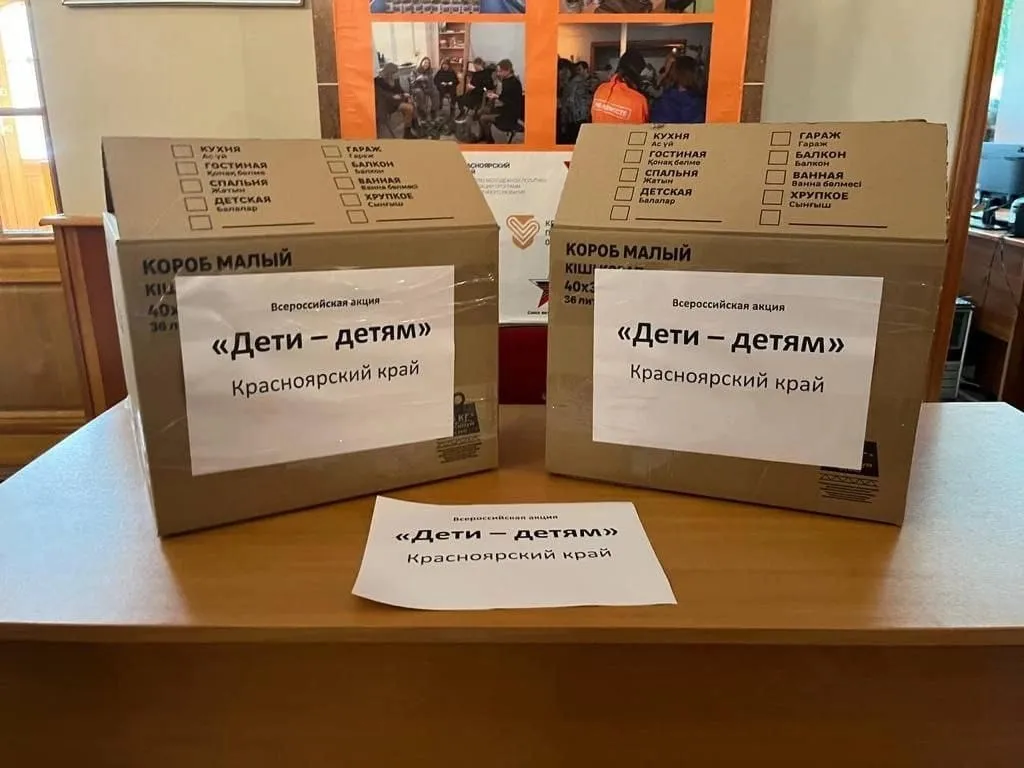 КУХНЯ
Ас үй
ГОСТИНАЯ
Қонақ бөлме
СПАЛЬНЯ
Жатын
ДЕТСКАЯ
Балалар
ГАРАЖ
Гараж
БАЛКОН
Балкон
ВАННАЯ
Ванна бөлмесі
ХРУПКОЕ
Сынғыш
КОРОБ МАЛЫЙ
Всероссийская акция
«Дети – детям»
Красноярский край
КУХНЯ
Ас үй
ГОСТИНАЯ
Қонақ бөлме
СПАЛЬНЯ
Жатын
ДЕТСКАЯ
Балалар
ГАРАЖ
Гараж
БАЛКОН
Балкон
ВАННАЯ
Ванна бөлмесі
ХРУПКОЕ
Сынғыш
КОРОБ МАЛЫЙ
Всероссийская акция
«Дети – детям»
Красноярский край
Всероссийская акция
«Дети – детям»
Красноярский край